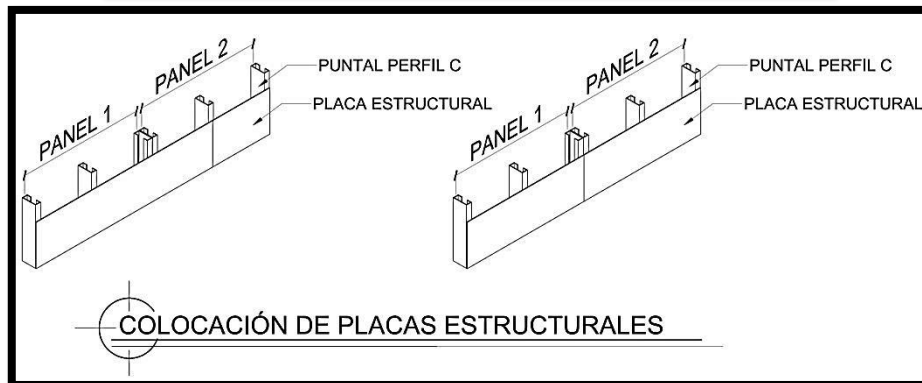 PANEL 1
PANEL 2
PUNTAL PERFIL C
PLACA ESTRUCTURAL
PANEL 1
PANEL 2
PUNTAL PERFIL C
PLACA ESTRUCTURAL
COLOCACIÓN DE PLACAS ESTRUCTURALES